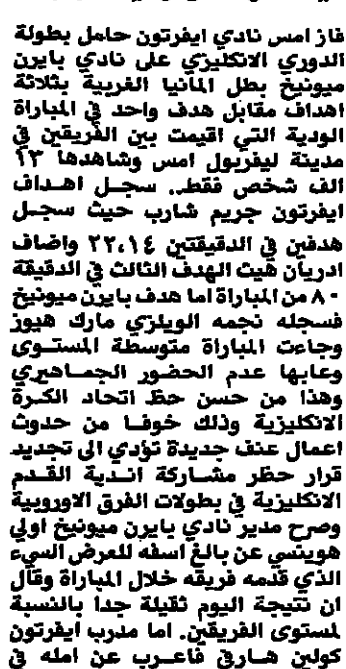 فاز امس نادي ايفرتون حامل بطولة
الدوري الانكليزي على نادي بايرن
ميونيخ بطل المانيا الغربية بثلاثة
اهداف مقابل هدف واحد في المباراة
الودية التي اقيمت بين الفريقين في
مدينة ليفربول امس وشاهدها ١٣
الف شخص فقط.. سجل اهداف
ايفرتون جريم شارب حيث سجل
هدفين في الدقيقتين ٢٢،١٤ واضاف
ادريان هيث الهدف الثالث في الدقيقة
٨٠ من المباراة اما هدف بايرن ميونيخ
فسجله نجمه الويلزي مارك هيوز
وجاءت المباراة متوسطة المستوى
وعابها عدم الحضور الجماهيري
وهذا من حسن حظ اتحاد الكرة
الانكليزية وذلك خوفا من حدوث
اعمال عنف جديدة تؤدي الى تجديد
قرار حظر مشاركة اندية القدم
الانكليزية في بطولات الفرق الاوروبية
وصرح مدير نادي بايرن ميونيخ اولي
هوينسي عن بالغ اسفه للعرض السيء
الذي قدمه فريقه خلال المباراة وقال
ان نتيجة اليوم ثقيلة جدا بالنسبة
لمستوى الفريقين. اما مدرب ايفرتون
كولين هارفي فاعرب عن امله في